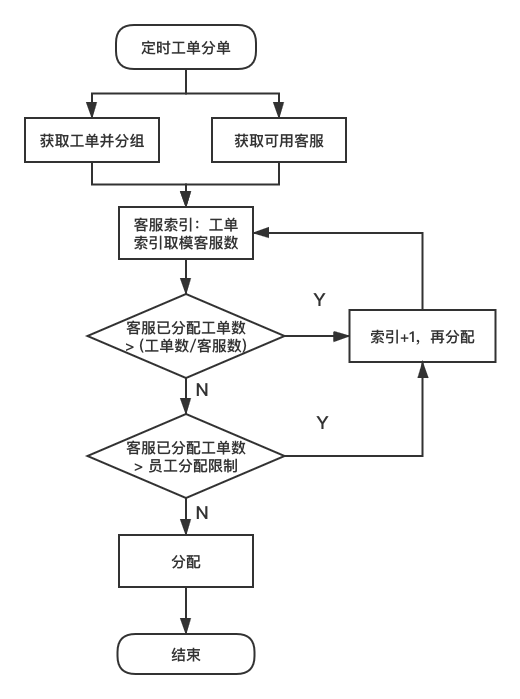 定时工单分单
获取工单并分组
获取可用客服
客服索引：工单
索引取模客服数
Y
客服已分配工单数
> (工单数/客服数)
索引+1，再分配
N
Y
客服已分配工单数
> 员工分配限制
N
分配
结束